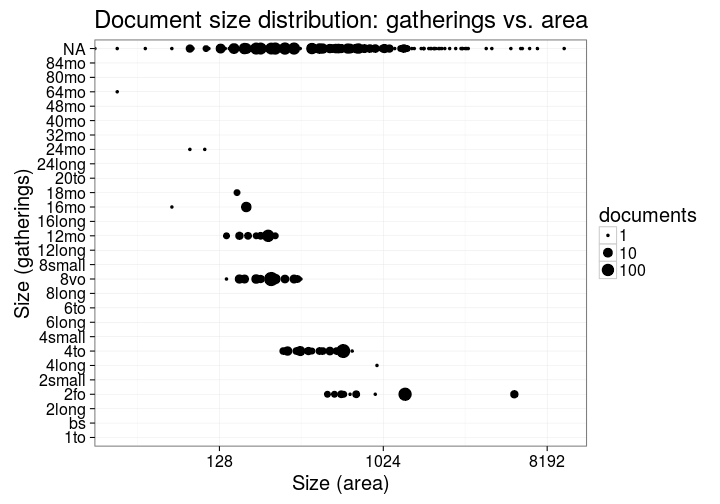 Document size distribution: gatherings vs. area
Size (gatherings)
NA
84mo
80mo
64mo
48mo
40mo
32mo
24mo
24long
20to
18mo
16mo
16long
12mo
12long
8small
8vo
8long
6to
6long
4small
4to
4long
2small
2fo
2long
bs
1to
128
1024
8192
Size (area)
documents
1
10
100